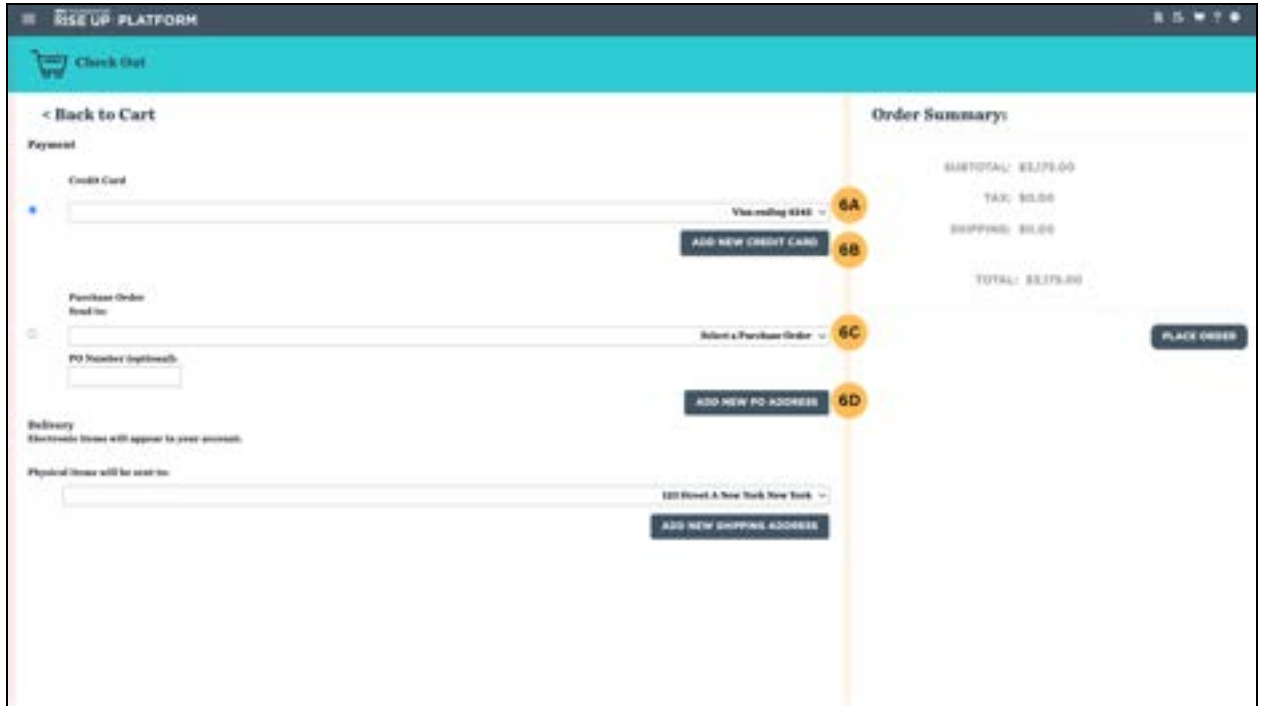 RISE UP PLATFORM
Check Out
< Back to Cart
Payment
Credit Card
Visa ending 4242
6A
ADD NEW CREDIT CARD
6B
Purchase Order
Send to:
Select a Purchase Order
6C
PO Number (optional):
ADD NEW PO ADDRESS
6D
Delivery
Electronic items will appear in your account.
Physical items will be sent to:
123 Street A New York New York
ADD NEW SHIPPING ADDRESS
Order Summary:
SUBTOTAL: $3,175.00
TAX: $0.00
SHIPPING: $0.00
TOTAL: $3,175.00
PLACE ORDER